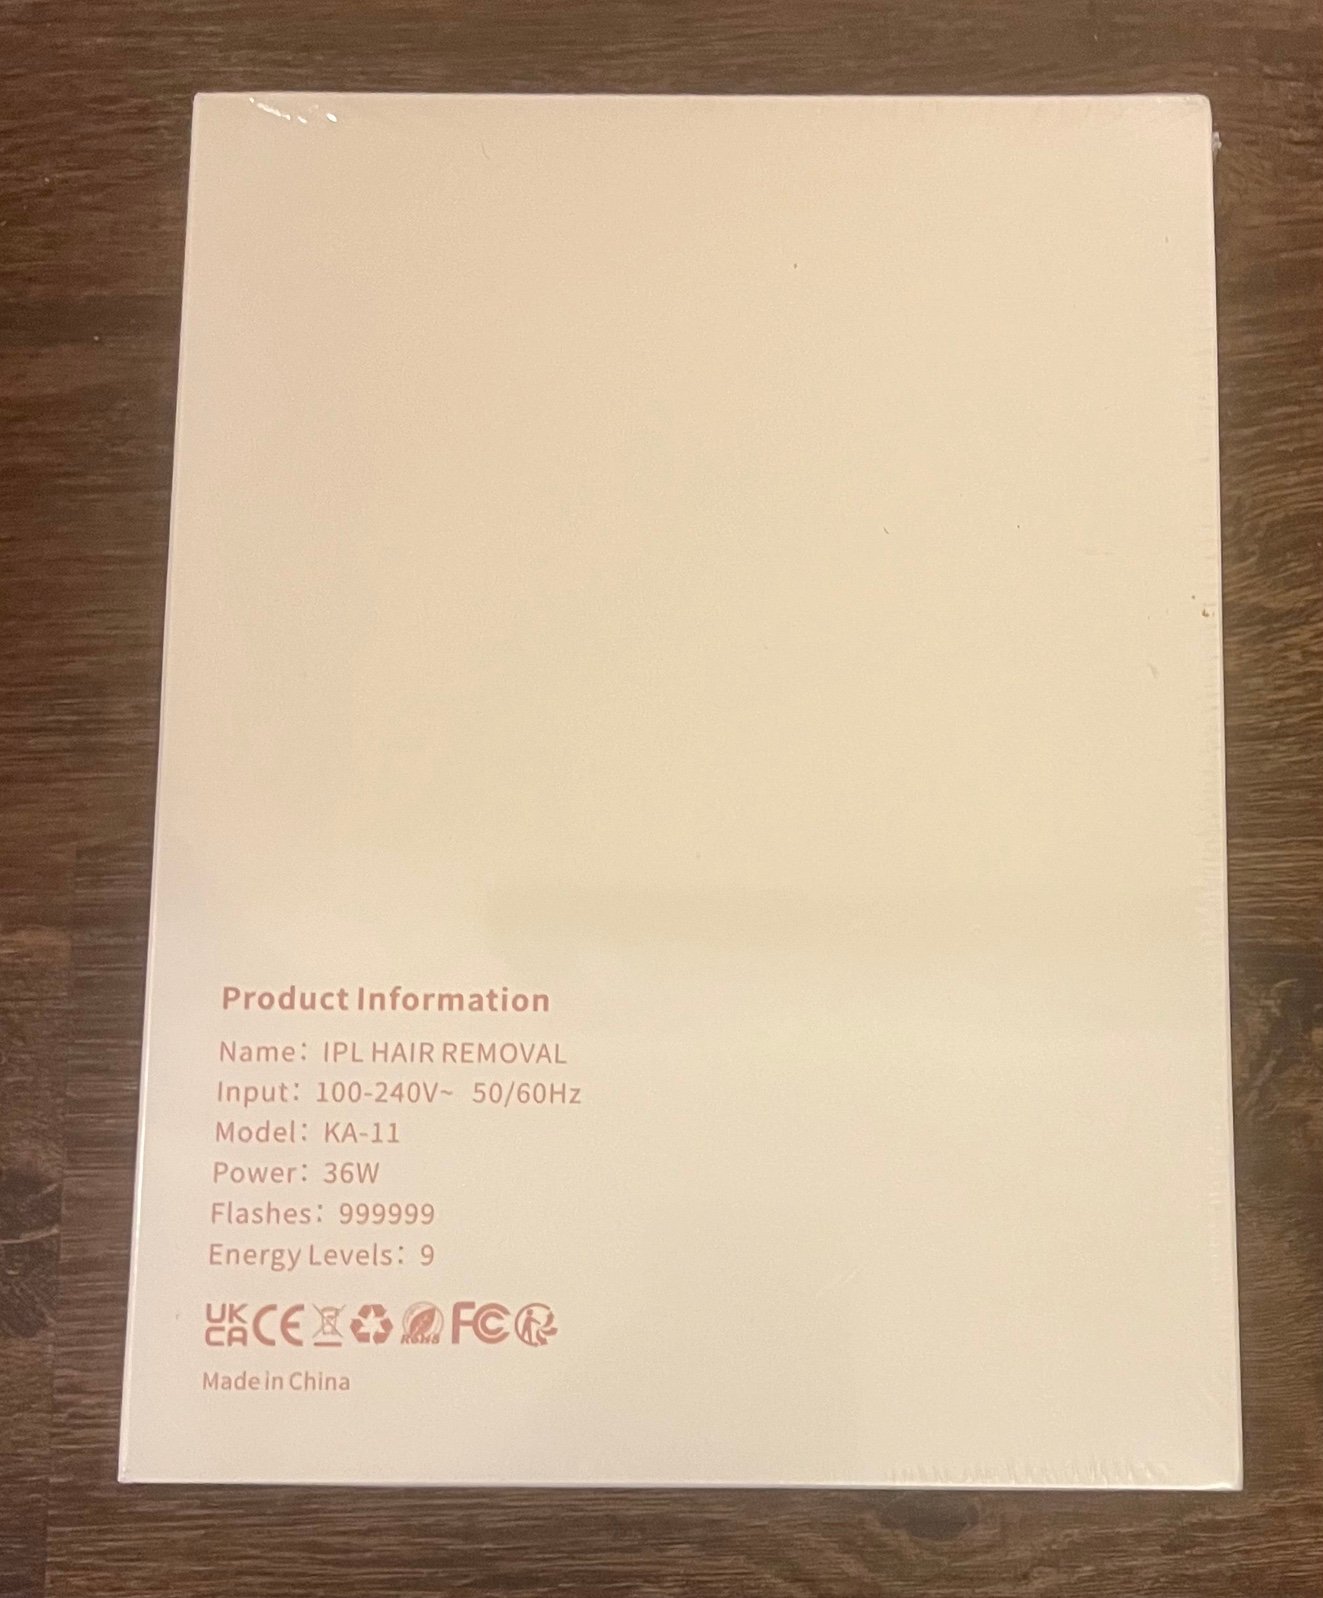 Product Information
Name: IPL HAIR REMOVAL
Input: 100-240V~ 50/60Hz
Model: KA-11
Power: 36W
Flashes: 999999
Energy Levels: 9
UK CA CE RoHS FC
Made in China